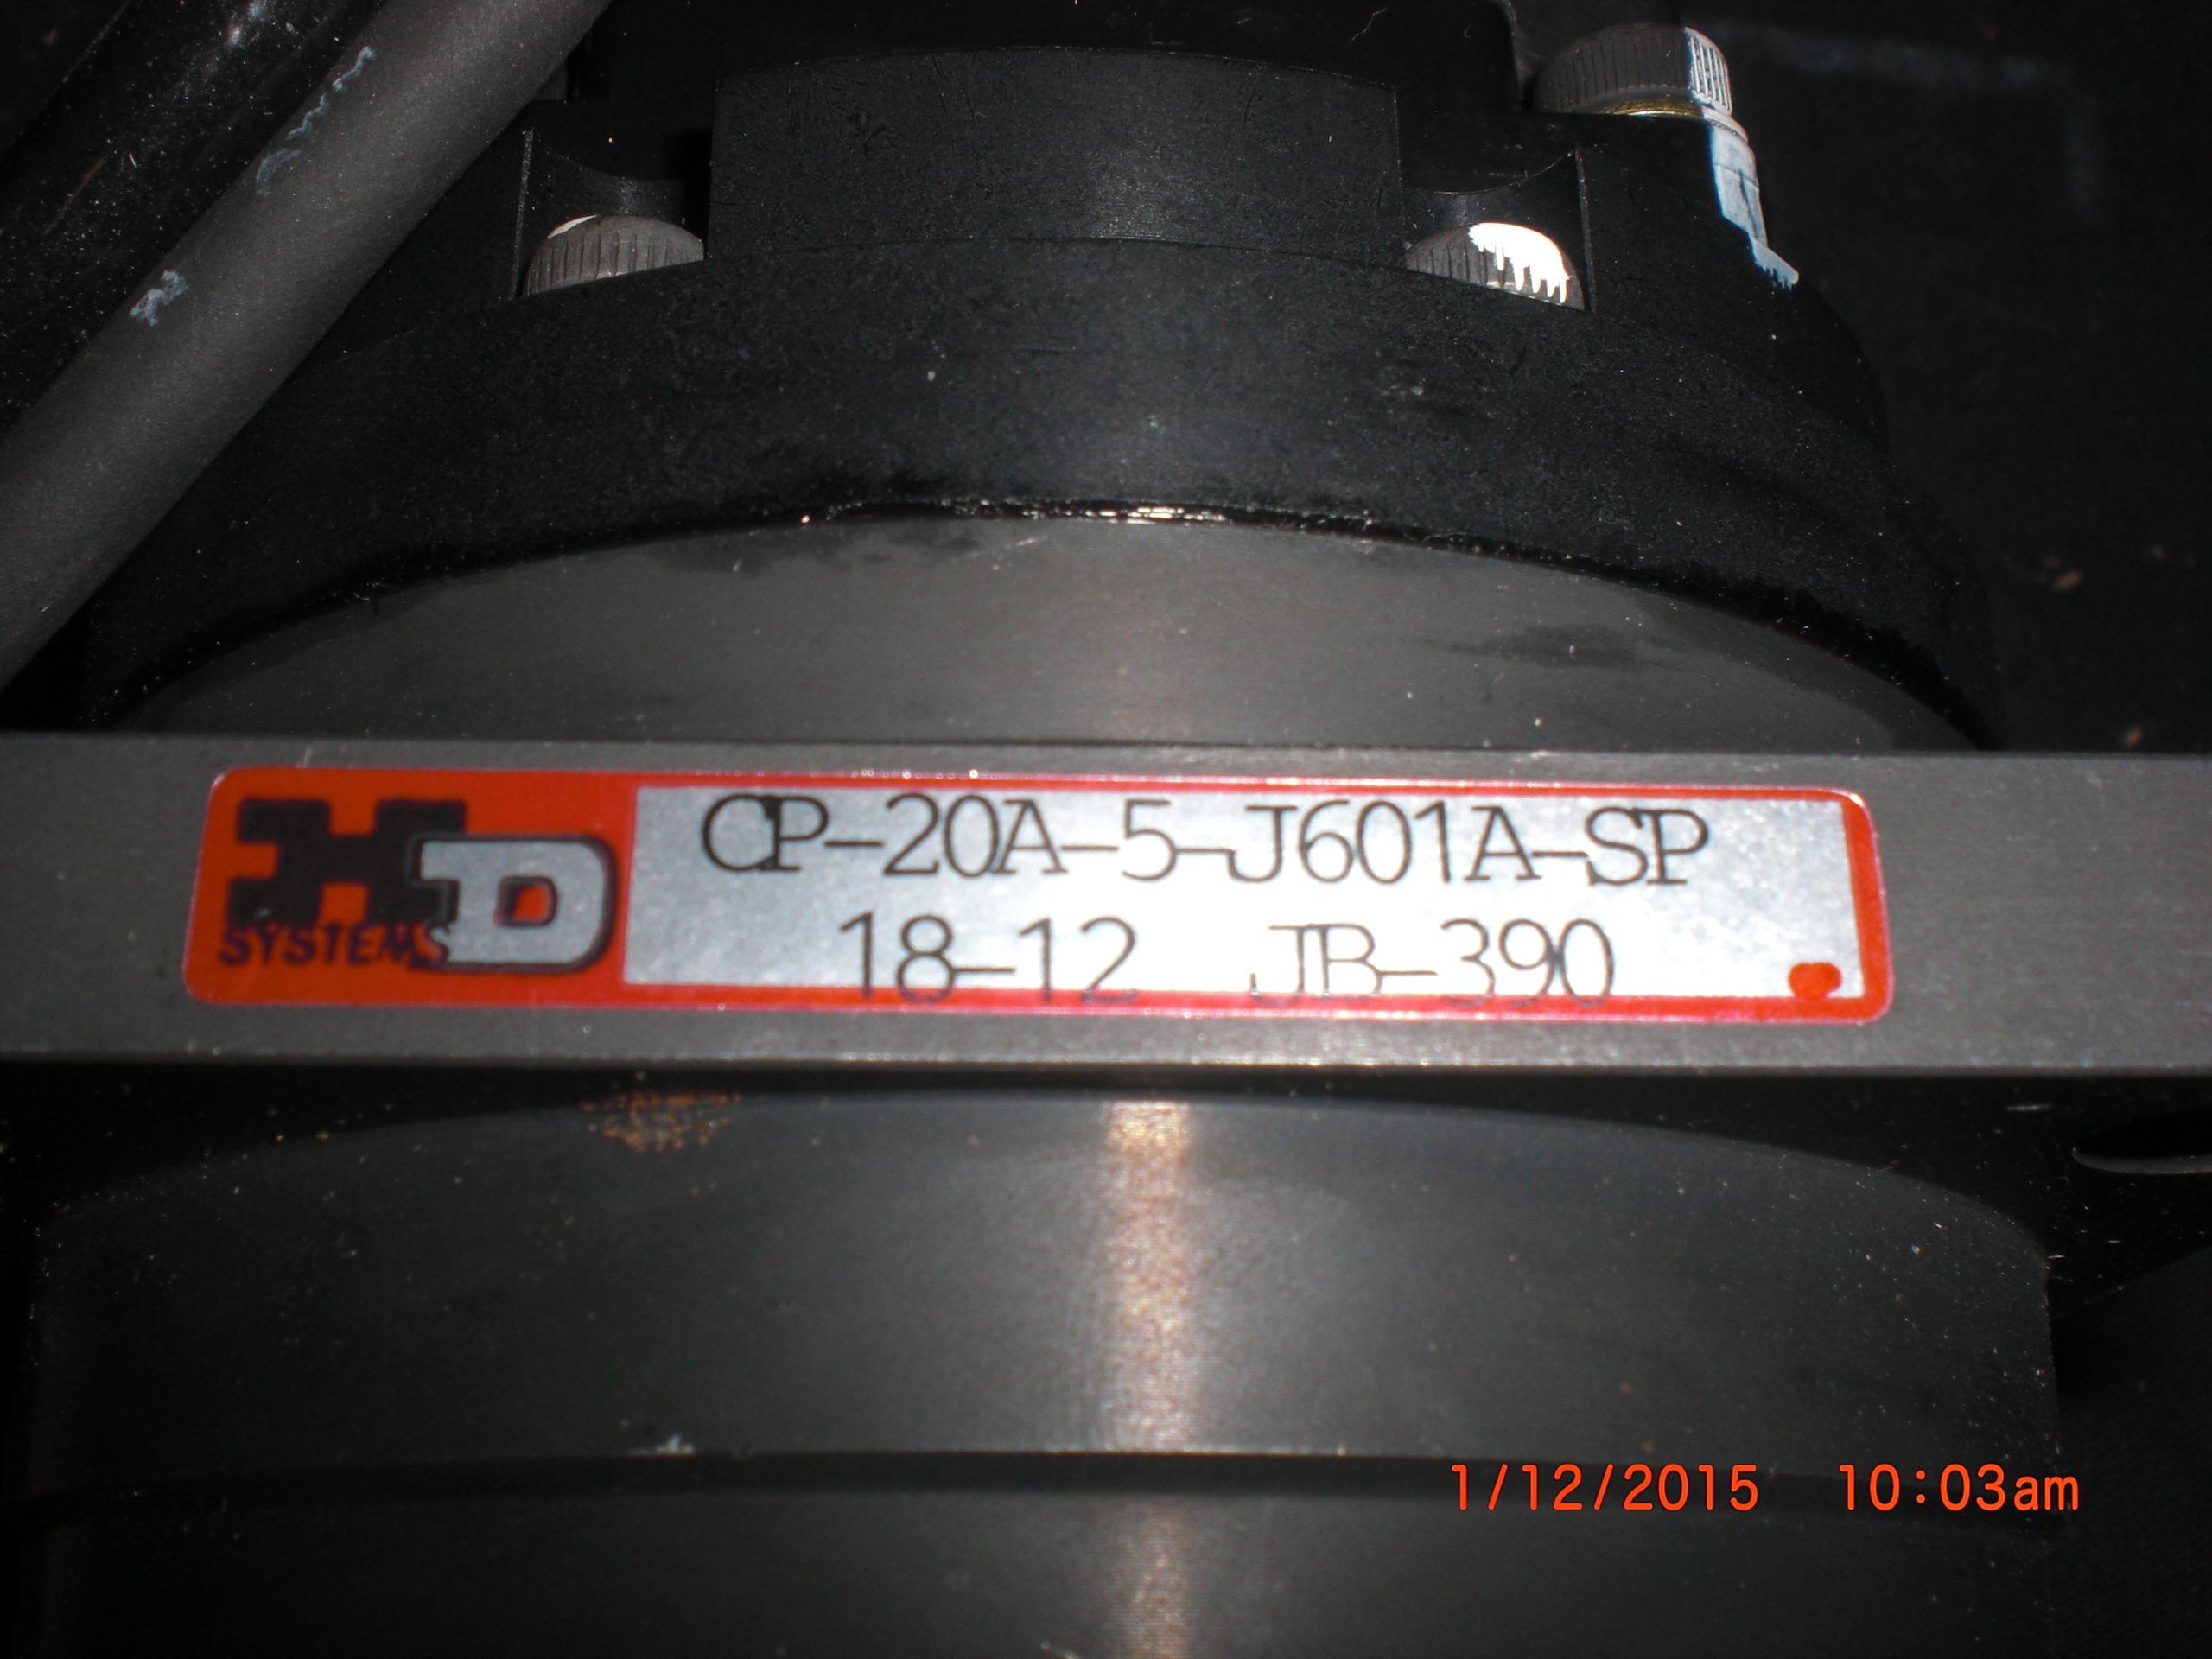 HD
SYSTEMS
CP-20A-5-J601A-SP
18-12 JB-390
1/12/2015 10:03am